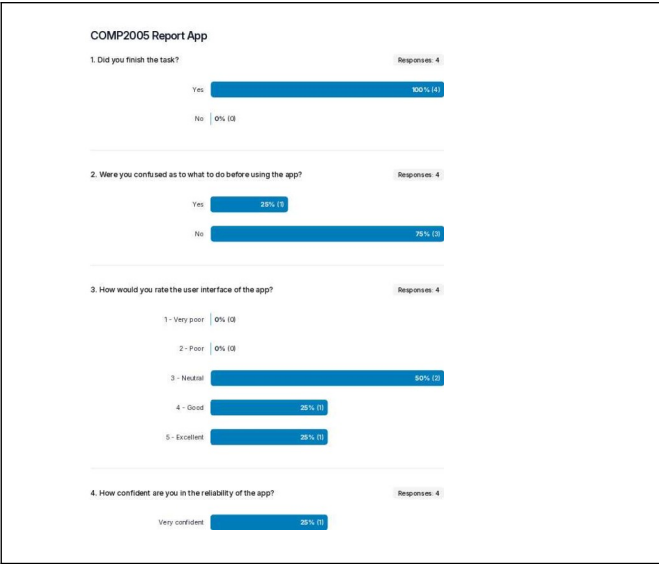 COMP2005 Report App
1. Did you finish the task? Responses: 4
Yes 100% (4)
No 0% (0)
2. Were you confused as to what to do before using the app? Responses: 4
Yes 25% (1)
No 75% (3)
3. How would you rate the user interface of the app? Responses: 4
1 - Very poor 0% (0)
2 - Poor 0% (0)
3 - Neutral 50% (2)
4 - Good 25% (1)
5 - Excellent 25% (1)
4. How confident are you in the reliability of the app? Responses: 4
Very confident 25% (1)